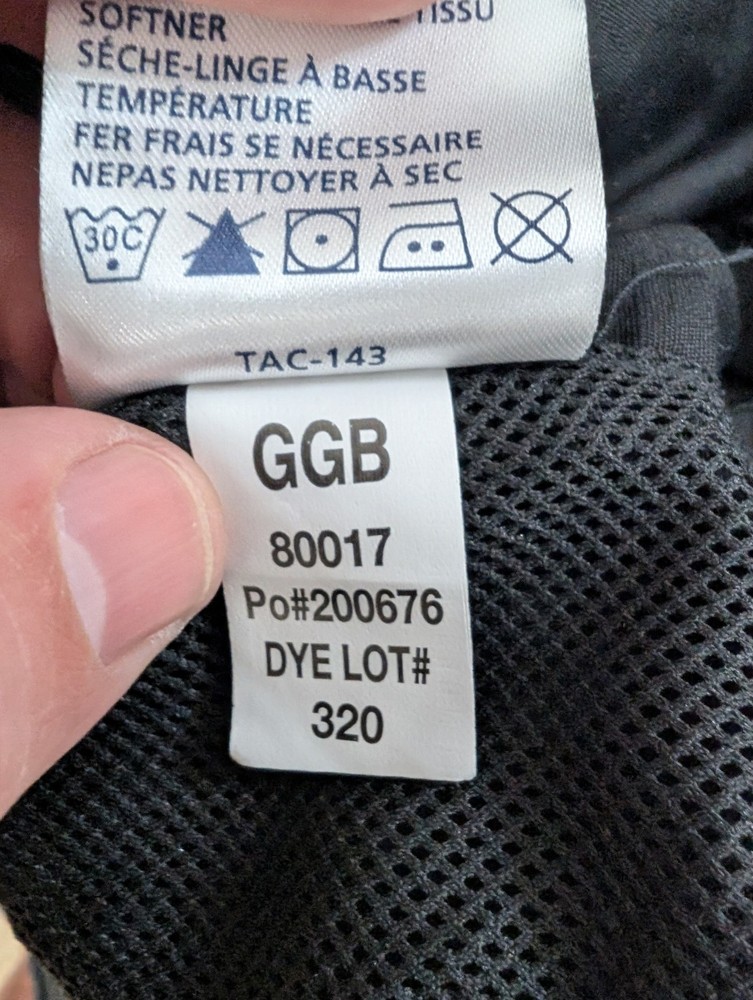 SOFTNER TISSU
SÉCHE-LINGE À BASSE
TEMPÉRATURE
FER FRAIS SE NÉCESSAIRE
NEPAS NETTOYER À SEC
30C
TAC-143
GGB
80017
Po#200676
DYE LOT#
320